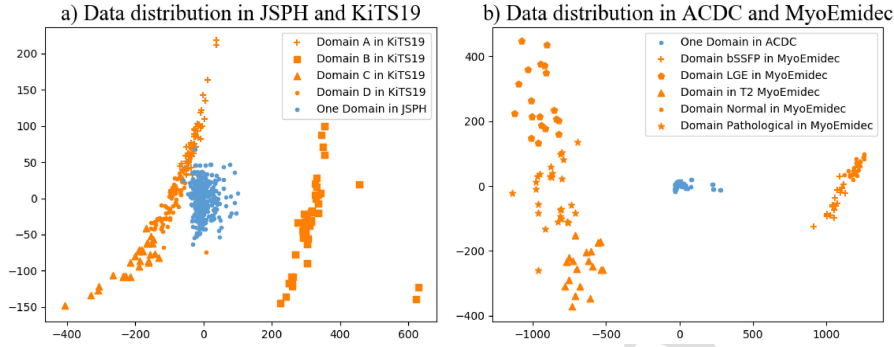 a) Data distribution in JSPH and KiTS19
200
150
100
50
0
−50
−100
−150
−400
−200
0
200
400
600
Domain A in KiTS19
Domain B in KiTS19
Domain C in KiTS19
Domain D in KiTS19
One Domain in JSPH
b) Data distribution in ACDC and MyoEmidec
400
200
0
−200
−400
−1000
−500
0
500
1000
One Domain in ACDC
Domain bSSFP in MyoEmidec
Domain LGE in MyoEmidec
Domain in T2 MyoEmidec
Domain Normal in MyoEmidec
Domain Pathological in MyoEmidec